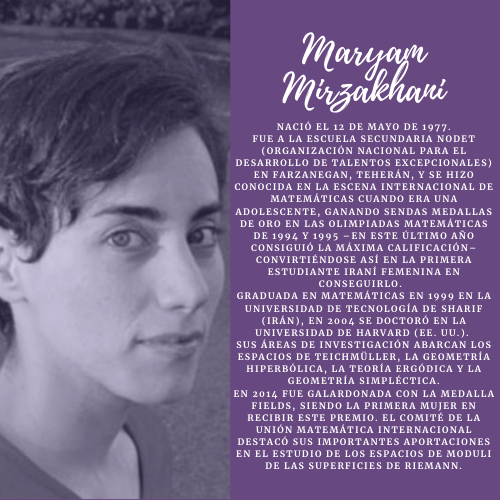 Maryam
Mirzakhani
NACIÓ EL 12 DE MAYO DE 1977.
FUE A LA ESCUELA SECUNDARIA NODET
(ORGANIZACIÓN NACIONAL PARA EL
DESARROLLO DE TALENTOS EXCEPCIONALES)
EN FARZANEGAN, TEHERÁN, Y SE HIZO
CONOCIDA EN LA ESCENA INTERNACIONAL DE
MATEMÁTICAS CUANDO ERA UNA
ADOLESCENTE, GANANDO SENDAS MEDALLAS
DE ORO EN LAS OLIMPIADAS MATEMÁTICAS
DE 1994 Y 1995 –EN ESTE ÚLTIMO AÑO
CONSIGUIÓ LA MÁXIMA CALIFICACIÓN–
CONVIRTIÉNDOSE ASÍ EN LA PRIMERA
ESTUDIANTE IRANÍ FEMENINA EN
CONSEGUIRLO.
GRADUADA EN MATEMÁTICAS EN 1999 EN LA
UNIVERSIDAD DE TECNOLOGÍA DE SHARIF
(IRÁN), EN 2004 SE DOCTORÓ EN LA
UNIVERSIDAD DE HARVARD (EE. UU.).
SUS ÁREAS DE INVESTIGACIÓN ABARCAN LOS
ESPACIOS DE TEICHMÜLLER, LA GEOMETRÍA
HIPERBÓLICA, LA TEORÍA ERGÓDICA Y LA
GEOMETRÍA SIMPLÉCTICA.
EN 2014 FUE GALARDONADA CON LA MEDALLA
FIELDS, SIENDO LA PRIMERA MUJER EN
RECIBIR ESTE PREMIO. EL COMITÉ DE LA
UNIÓN MATEMÁTICA INTERNACIONAL
DESTACÓ SUS IMPORTANTES APORTACIONES
EN EL ESTUDIO DE LOS ESPACIOS DE MODULI
DE LAS SUPERFICIES DE RIEMANN.